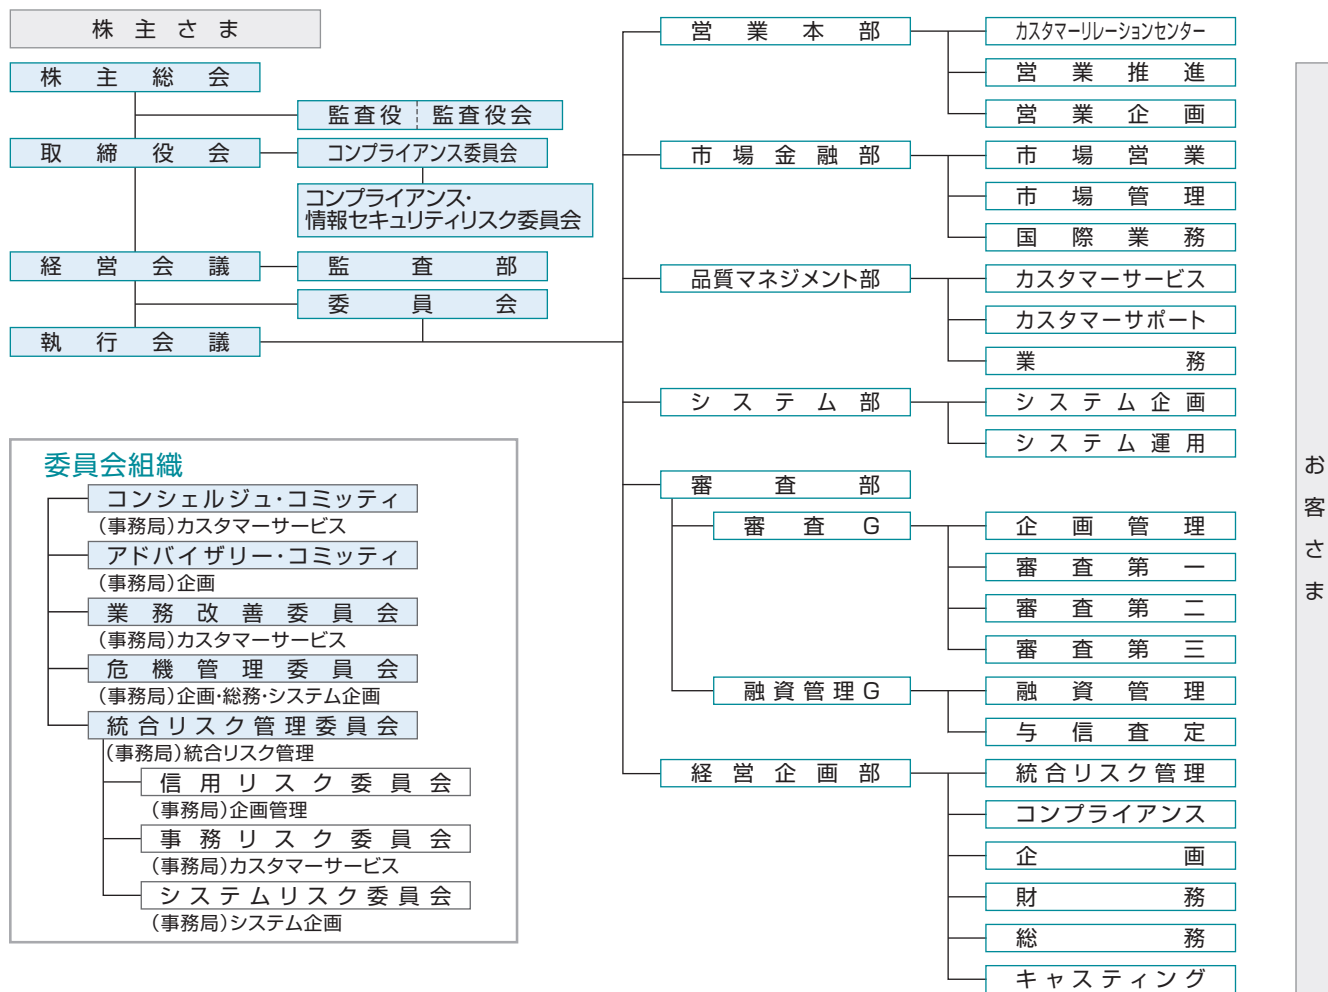 株主さま
株主総会
監査役 監査役会
取締役会
コンプライアンス委員会
コンプライアンス・
情報セキュリティリスク委員会
経営会議
監査部
委員会
執行会議
委員会組織
コンシェルジュ・コミッティ
(事務局)カスタマーサービス
アドバイザリー・コミッティ
(事務局)企画
業務改善委員会
(事務局)カスタマーサービス
危機管理委員会
(事務局)企画・総務・システム企画
統合リスク管理委員会
(事務局)統合リスク管理
信用リスク委員会
(事務局)企画管理
事務リスク委員会
(事務局)カスタマーサービス
システムリスク委員会
(事務局)システム企画
営業本部
カスタマーリレーションセンター
営業推進
営業企画
市場金融部
市場営業
市場管理
国際業務
品質マネジメント部
カスタマーサービス
カスタマーサポート
業務
システム部
システム企画
システム運用
審査部
審査G
企画管理
審査第一
審査第二
審査第三
融資管理G
融資管理
与信査定
経営企画部
統合リスク管理
コンプライアンス
企画
財務
総務
キャスティング
お客さま